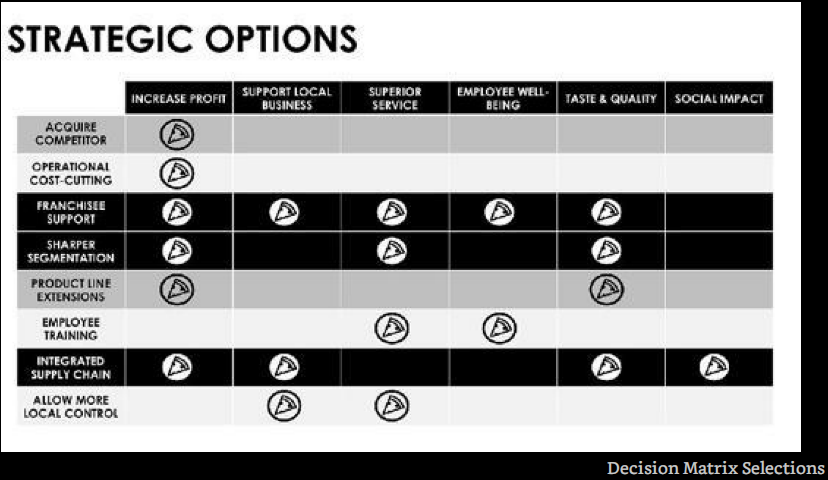 STRATEGIC OPTIONS
INCREASE PROFIT
SUPPORT LOCAL
BUSINESS
SUPERIOR
SERVICE
EMPLOYEE WELL-
BEING
TASTE & QUALITY
SOCIAL IMPACT
ACQUIRE
COMPETITOR
OPERATIONAL
COST-CUTTING
FRANCHISEE
SUPPORT
SHARPER
SEGMENTATION
PRODUCT LINE
EXTENSIONS
EMPLOYEE
TRAINING
INTEGRATED
SUPPLY CHAIN
ALLOW MORE
LOCAL CONTROL
Decision Matrix Selections